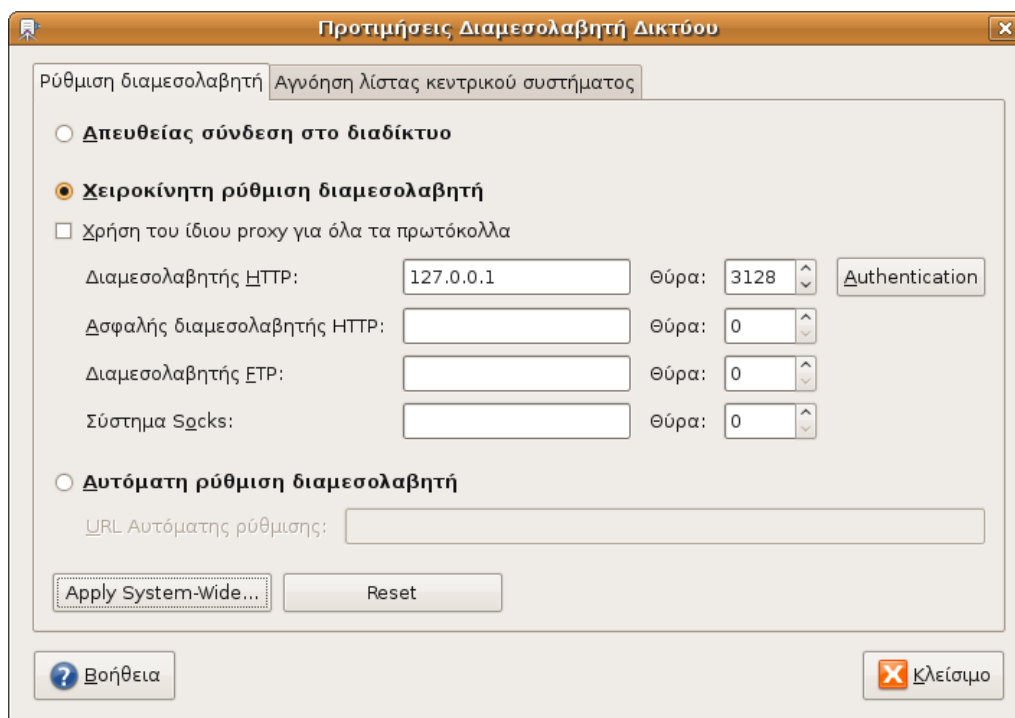 Προτιμήσεις Διαμεσολαβητή Δικτύου
Ρύθμιση διαμεσολαβητή Αγνόηση λίστας κεντρικού συστήματος
Απευθείας σύνδεση στο διαδίκτυο
Χειροκίνητη ρύθμιση διαμεσολαβητή
Χρήση του ίδιου proxy για όλα τα πρωτόκολλα
Διαμεσολαβητής HTTP: 127.0.0.1 Θύρα: 3128 Authentication
Ασφαλής διαμεσολαβητής HTTP: Θύρα: 0
Διαμεσολαβητής FTP: Θύρα: 0
Σύστημα Socks: Θύρα: 0
Αυτόματη ρύθμιση διαμεσολαβητή
URL Αυτόματης ρύθμισης:
Apply System-Wide... Reset
Βοήθεια Κλείσιμο